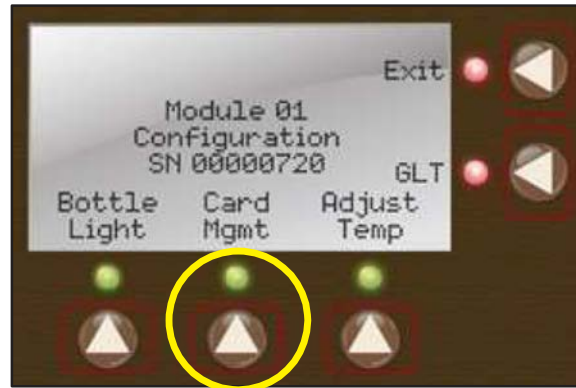 Exit
Module 01
Configuration
SN 00000720
GLT
Bottle Card Adjust
Light Mgmt Temp